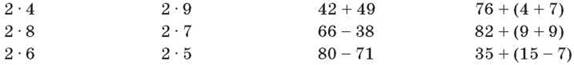 2 · 4 2 · 9 42 + 49 76 + (4 + 7)
2 · 8 2 · 7 66 – 38 82 + (9 + 9)
2 · 6 2 · 5 80 – 71 35 + (15 – 7)